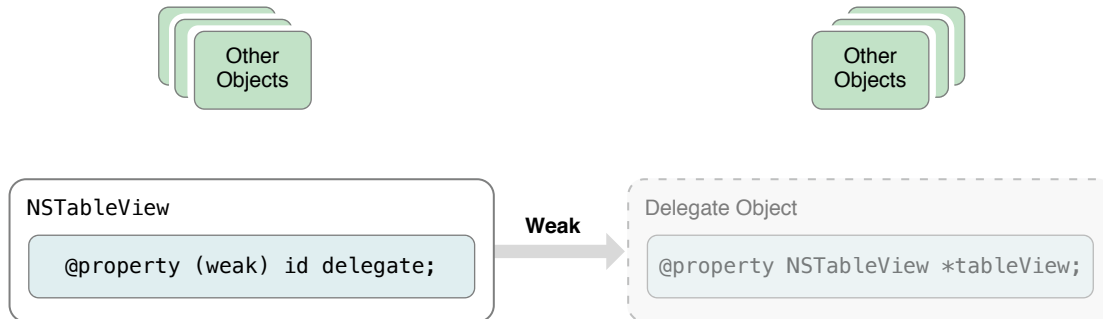 Other
Objects
Other
Objects
NSTableView
@property (weak) id delegate;
Weak
Delegate Object
@property NSTableView *tableView;